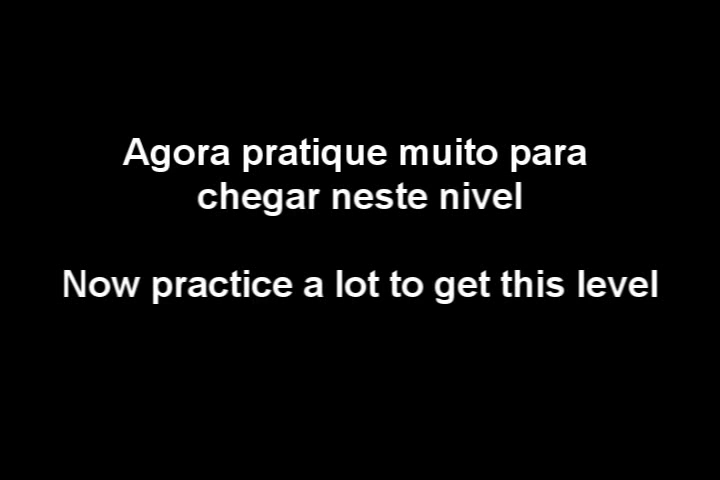 Agora pratique muito para
chegar neste nivel
Now practice a lot to get this level